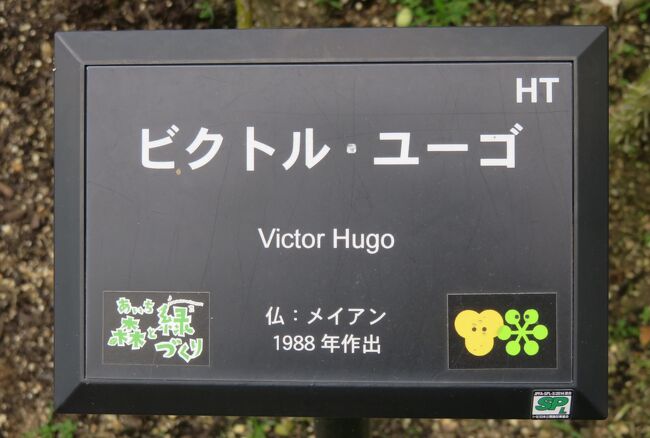 HT
ビクトル・ユーゴ
Victor Hugo
あいち
森と緑
づくり
仏：メイアン
1988 年作出
SPL